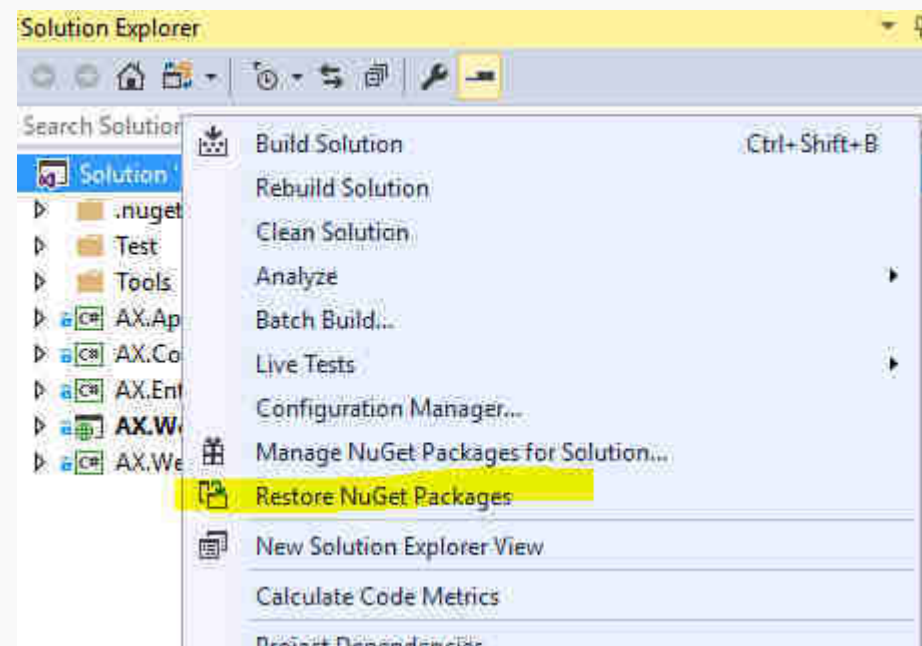 Solution Explorer
Search Solution
Build Solution Ctrl+Shift+B
Solution '
Rebuild Solution
.nuget
Clean Solution
Test
Analyze
Tools
Batch Build...
AX.Ap
Live Tests
AX.Co
AX.Ent
Configuration Manager...
AX.W
Manage NuGet Packages for Solution...
AX.We
Restore NuGet Packages
New Solution Explorer View
Calculate Code Metrics
Project Dependencies